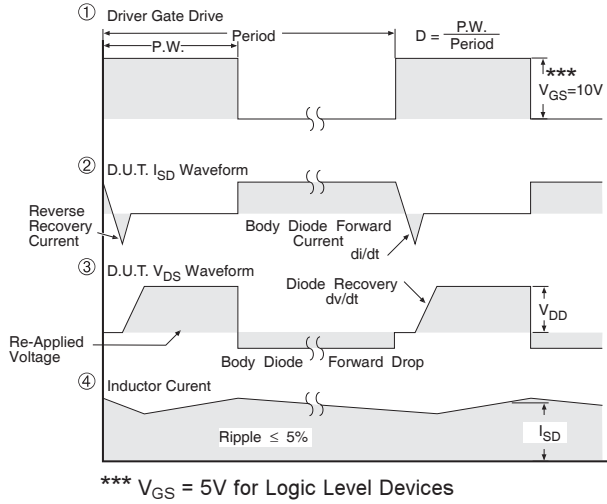 ① Driver Gate Drive
Period
P.W.
D = P.W. / Period
***
VGS=10V
② D.U.T. ISD Waveform
Reverse
Recovery
Current
Body Diode Forward
Current
di/dt
③ D.U.T. VDS Waveform
Diode Recovery
dv/dt
VDD
Re-Applied
Voltage
Body Diode Forward Drop
④ Inductor Curent
Ripple ≤ 5%
ISD
*** VGS = 5V for Logic Level Devices